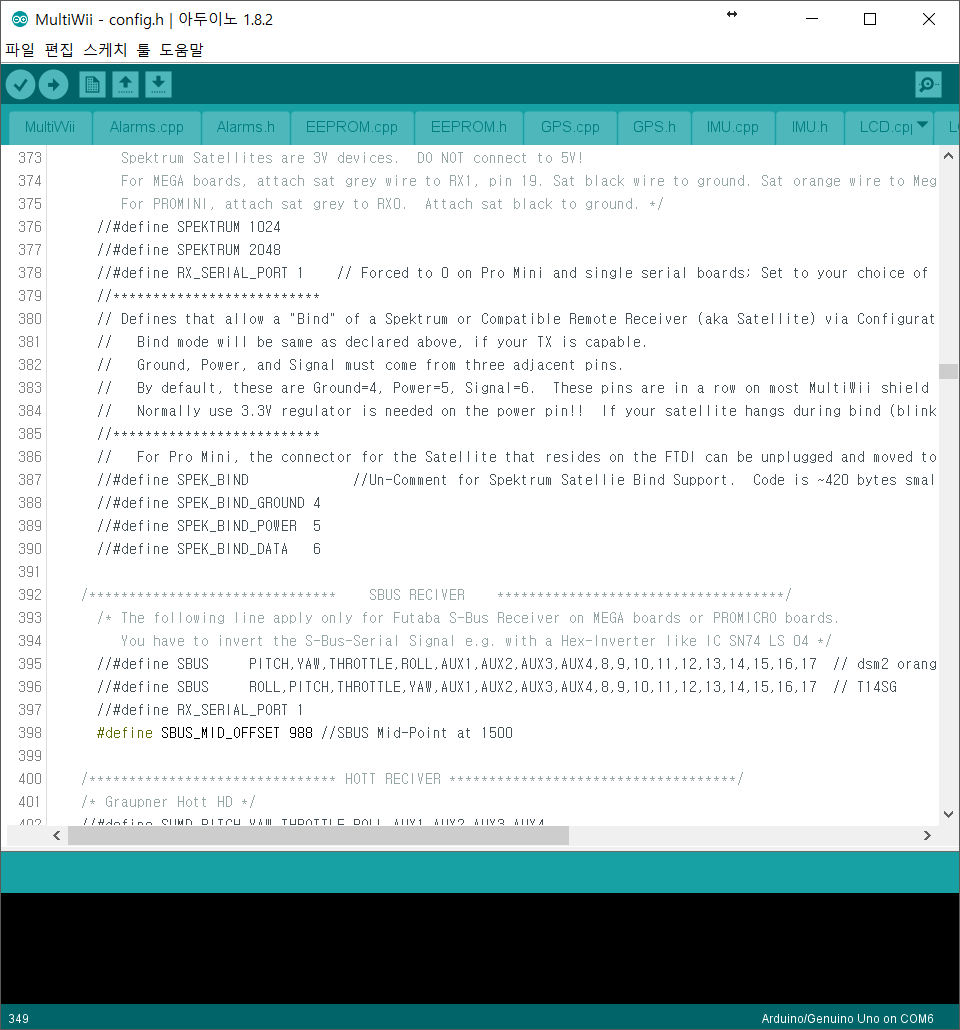 MultiWii - config.h | 아두이노 1.8.2
파일 편집 스케치 툴 도움말
MultiWii Alarms.cpp Alarms.h EEPROM.cpp EEPROM.h GPS.cpp GPS.h IMU.cpp IMU.h LCD.cpp
373 Spektrum Satellites are 3V devices. DO NOT connect to 5V!
374 For MEGA boards, attach sat grey wire to RX1, pin 19. Sat black wire to ground. Sat orange wire to Meg
375 For PROMINI, attach sat grey to RX0. Attach sat black to ground. */
376 //#define SPEKTRUM 1024
377 //#define SPEKTRUM 2048
378 //#define RX_SERIAL_PORT 1 // Forced to 0 on Pro Mini and single serial boards; Set to your choice of
379 //**************************
380 // Defines that allow a "Bind" of a Spektrum or Compatible Remote Receiver (aka Satellite) via Configurat
381 // Bind mode will be same as declared above, if your TX is capable.
382 // Ground, Power, and Signal must come from three adjacent pins.
383 // By default, these are Ground=4, Power=5, Signal=6. These pins are in a row on most MultiWii shield
384 // Normally use 3.3V regulator is needed on the power pin!! If your satellite hangs during bind (blink
385 //**************************
386 // For Pro Mini, the connector for the Satellite that resides on the FTDI can be unplugged and moved to
387 //#define SPEK_BIND //Un-Comment for Spektrum Satellie Bind Support. Code is ~420 bytes smal
388 //#define SPEK_BIND_GROUND 4
389 //#define SPEK_BIND_POWER 5
390 //#define SPEK_BIND_DATA 6
391
392 /******************************* SBUS RECIVER ************************************/
393 /* The following line apply only for Futaba S-Bus Receiver on MEGA boards or PROMICRO boards.
394 You have to invert the S-Bus-Serial Signal e.g. with a Hex-Inverter like IC SN74 LS 04 */
395 //#define SBUS PITCH,YAW,THROTTLE,ROLL,AUX1,AUX2,AUX3,AUX4,8,9,10,11,12,13,14,15,16,17 // dsm2 orang
396 //#define SBUS ROLL,PITCH,THROTTLE,YAW,AUX1,AUX2,AUX3,AUX4,8,9,10,11,12,13,14,15,16,17 // T14SG
397 //#define RX_SERIAL_PORT 1
398 #define SBUS_MID_OFFSET 988 //SBUS Mid-Point at 1500
399
400 /******************************* HOTT RECIVER ************************************/
401 /* Graupner Hott HD */
402 //#define SUMD PITCH,YAW,THROTTLE,ROLL,AUX1,AUX2,AUX3,AUX4
349 Arduino/Genuino Uno on COM6